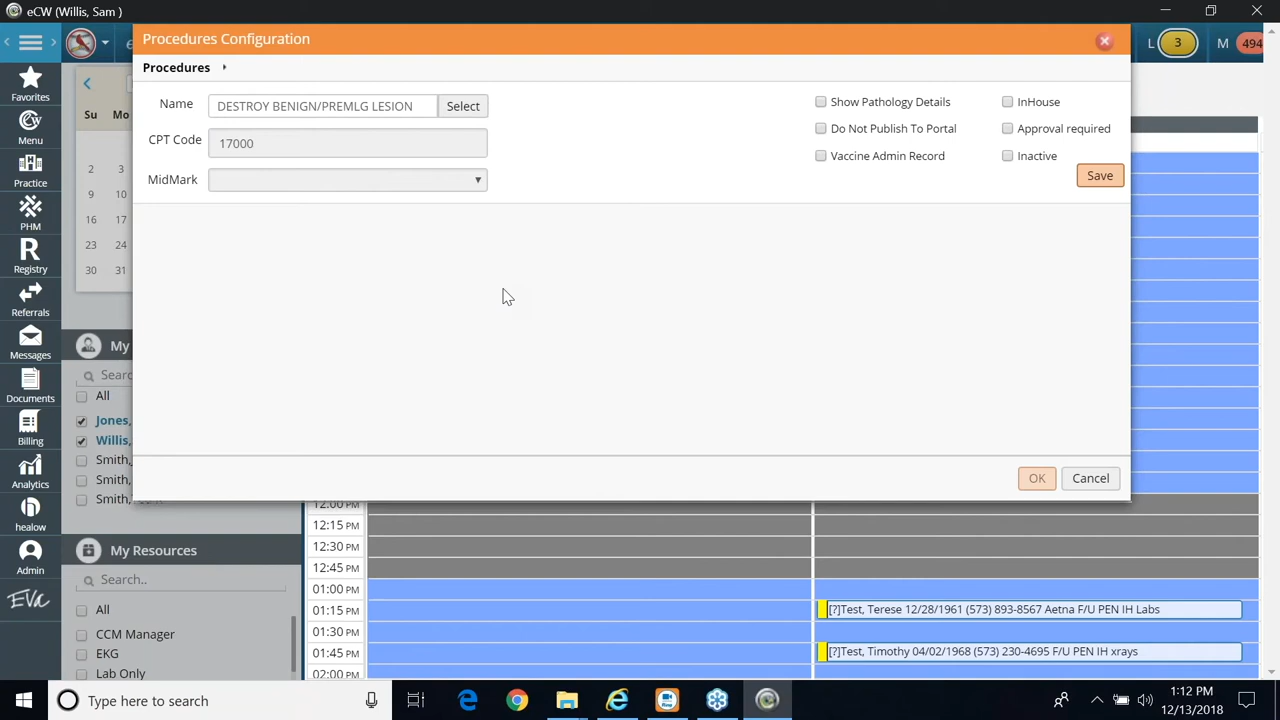 eCW (Willis, Sam )
Procedures Configuration
L 3 M 494
Procedures
Name DESTROY BENIGN/PREMLG LESION Select
CPT Code 17000
MidMark
Show Pathology Details InHouse
Do Not Publish To Portal Approval required
Vaccine Admin Record Inactive
Save
OK Cancel
Favorites
Menu
Practice
PHM
R
Registry
Referrals
Messages
Documents
Billing
Analytics
healow
Admin
EVA
Su Mo
2 3
9 10
16 17
23 24
30 31
My
Searc
All
Jones,
Willis,
Smith,
Smith,
Smith,
My Resources
Search..
All
CCM Manager
EKG
Lab Only
12:00 PM
12:15 PM
12:30 PM
12:45 PM
01:00 PM
01:15 PM [?]Test, Terese 12/28/1961 (573) 893-8567 Aetna F/U PEN IH Labs
01:30 PM
01:45 PM [?]Test, Timothy 04/02/1968 (573) 230-4695 F/U PEN IH xrays
02:00 PM
Type here to search
1:12 PM
12/13/2018